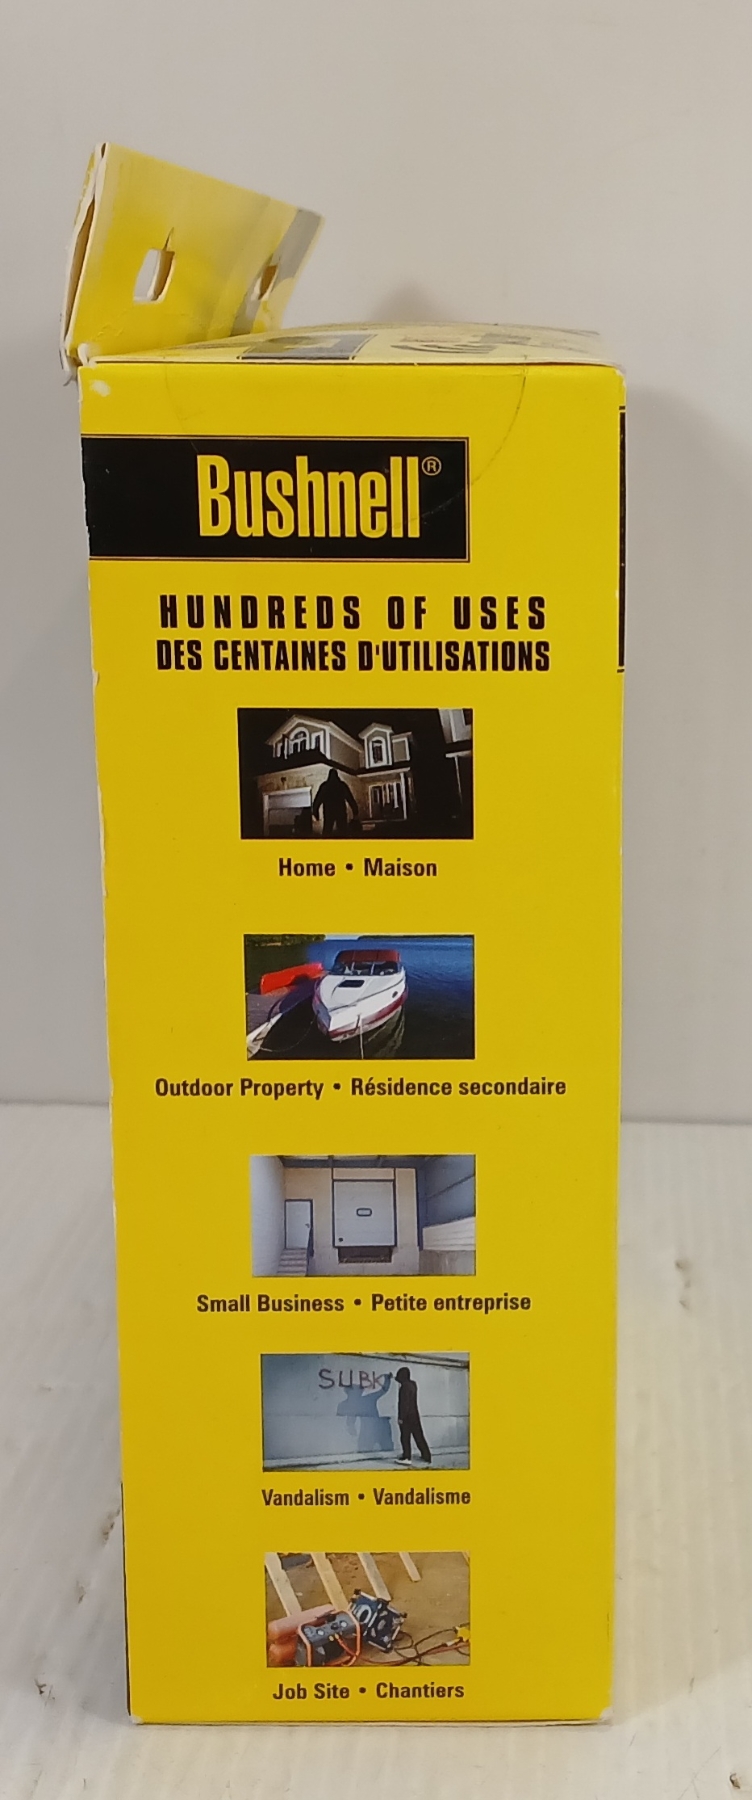 Bushnell®
HUNDREDS OF USES
DES CENTAINES D'UTILISATIONS
Home • Maison
Outdoor Property • Résidence secondaire
Small Business • Petite entreprise
SUBK
Vandalism • Vandalisme
Job Site • Chantiers